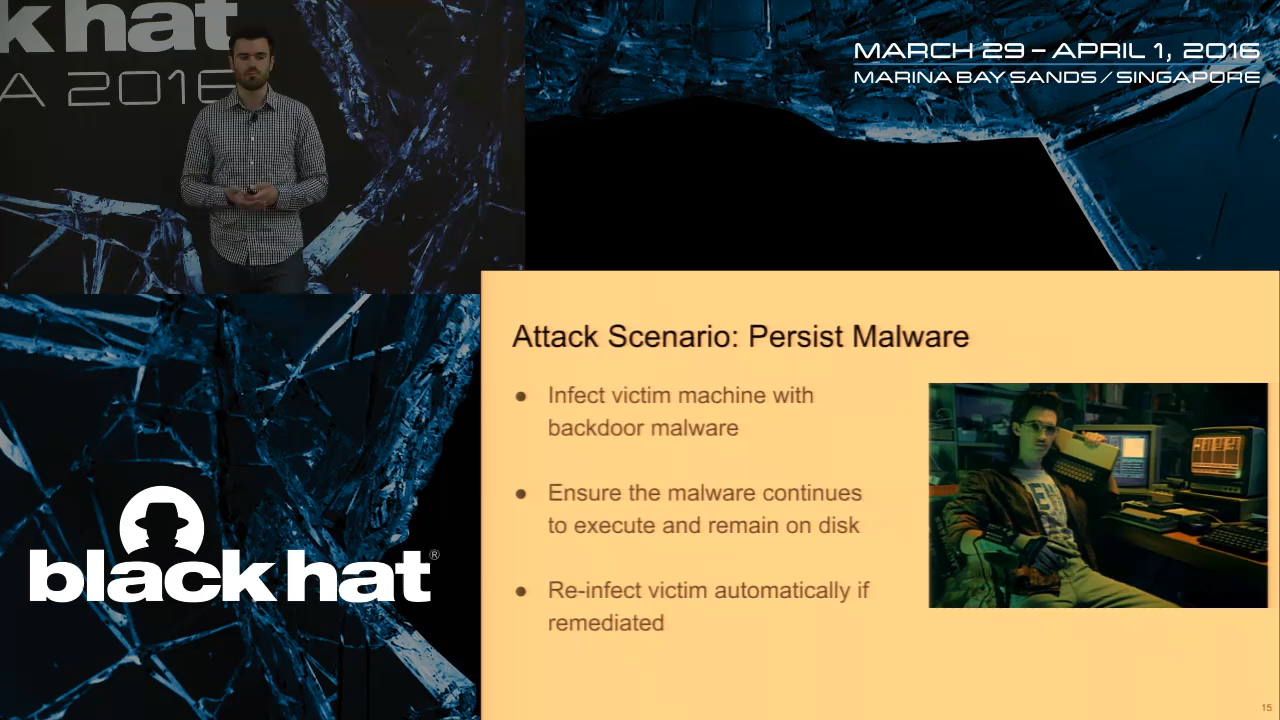 k hat
A 2016
MARCH 29 – APRIL 1, 2016
MARINA BAY SANDS / SINGAPORE
Attack Scenario: Persist Malware
● Infect victim machine with
backdoor malware
● Ensure the malware continues
to execute and remain on disk
● Re-infect victim automatically if
remediated
black hat®
15